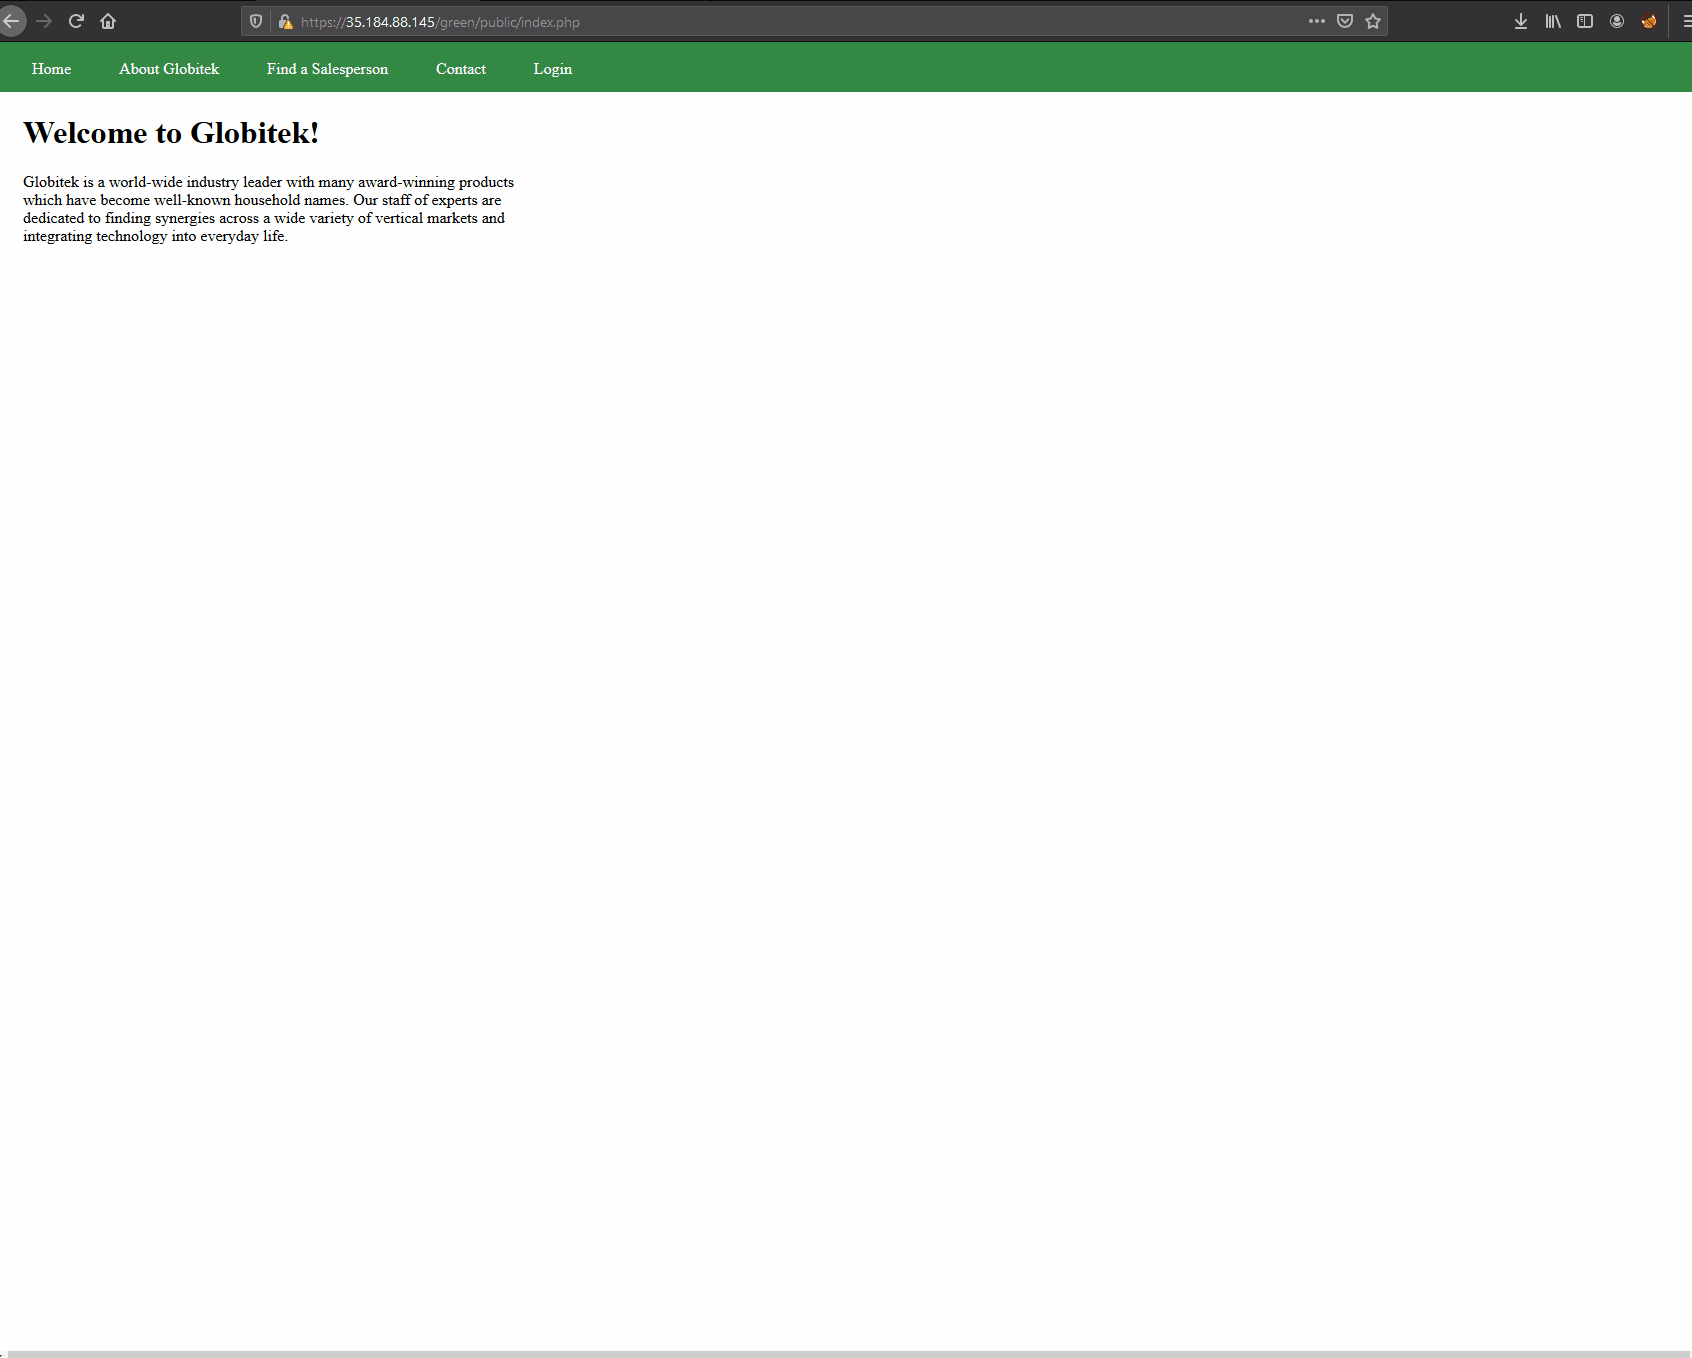 https://35.184.88.145/green/public/index.php
Home About Globitek Find a Salesperson Contact Login
Welcome to Globitek!
Globitek is a world-wide industry leader with many award-winning products
which have become well-known household names. Our staff of experts are
dedicated to finding synergies across a wide variety of vertical markets and
integrating technology into everyday life.